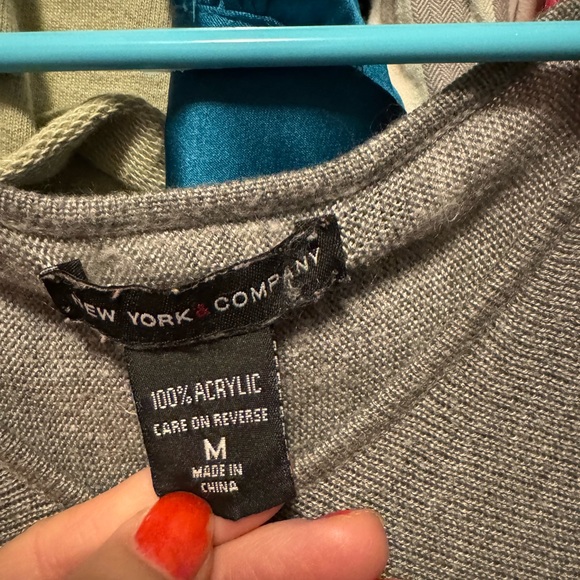 NEW YORK & COMPANY
100% ACRYLIC
CARE ON REVERSE
M
MADE IN
CHINA